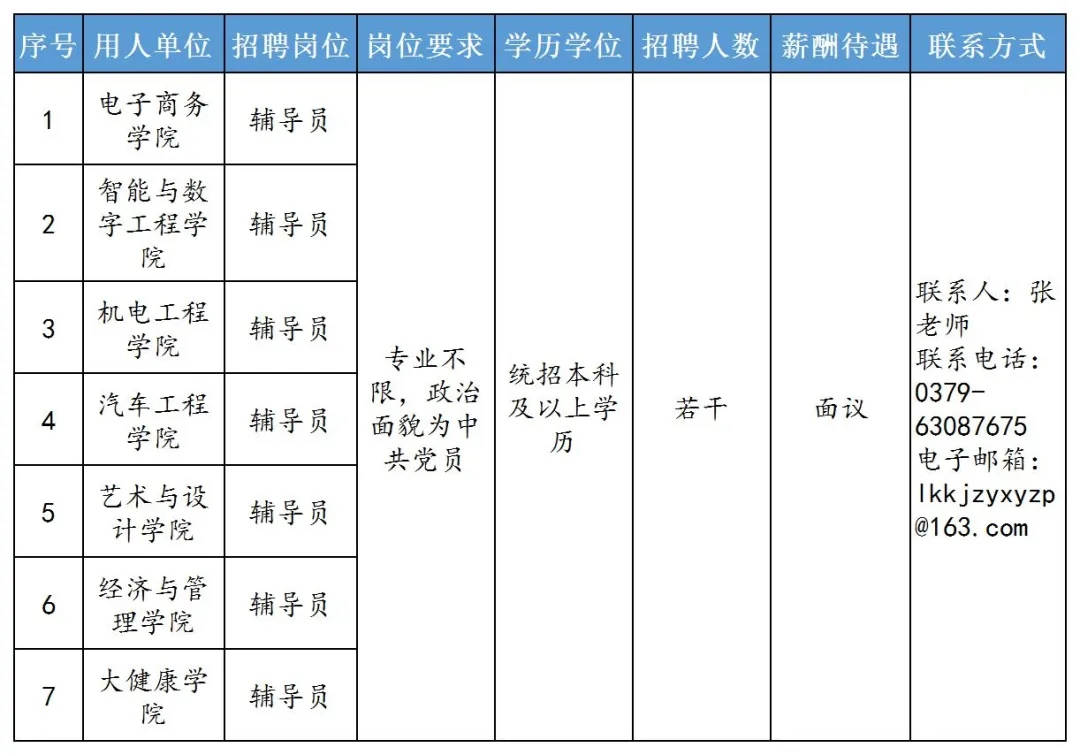 序号 用人单位 招聘岗位 岗位要求 学历学位 招聘人数 薪酬待遇 联系方式
1
电子商务
学院
辅导员
2
智能与数
字工程学
院
辅导员
3
机电工程
学院
辅导员
4
汽车工程
学院
辅导员
5
艺术与设
计学院
辅导员
6
经济与管
理学院
辅导员
7
大健康学
院
辅导员
专业不
限，政治
面貌为中
共党员
统招本科
及以上学
历
若干
面议
联系人：张
老师
联系电话：
0379-
63087675
电子邮箱：
lkkjzyxyzp
@163.com